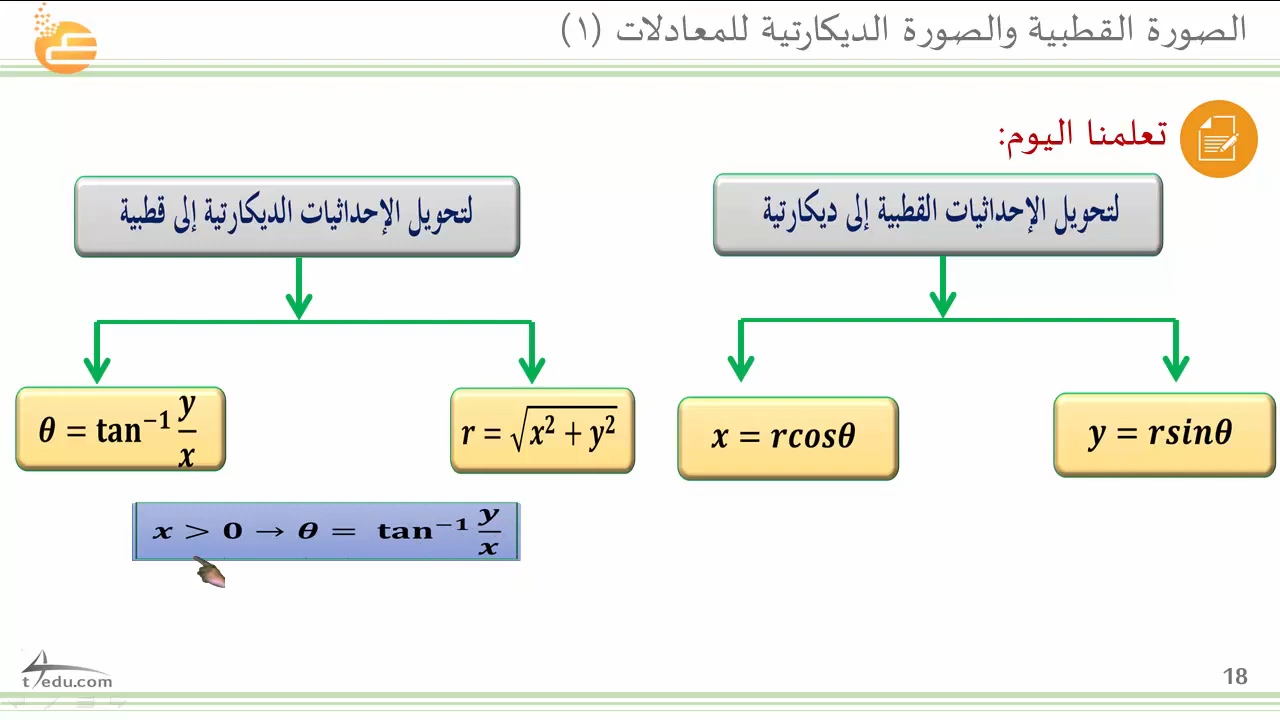 الصورة القطبية والصورة الديكارتية للمعادلات (١)
تعلمنا اليوم:
لتحويل الإحداثيات القطبية إلى ديكارتية
لتحويل الإحداثيات الديكارتية إلى قطبية
y = rsinθ
x = rcosθ
r = √(x² + y²)
θ = tan⁻¹ y/x
x > 0 → θ = tan⁻¹ y/x
t4edu.com
18